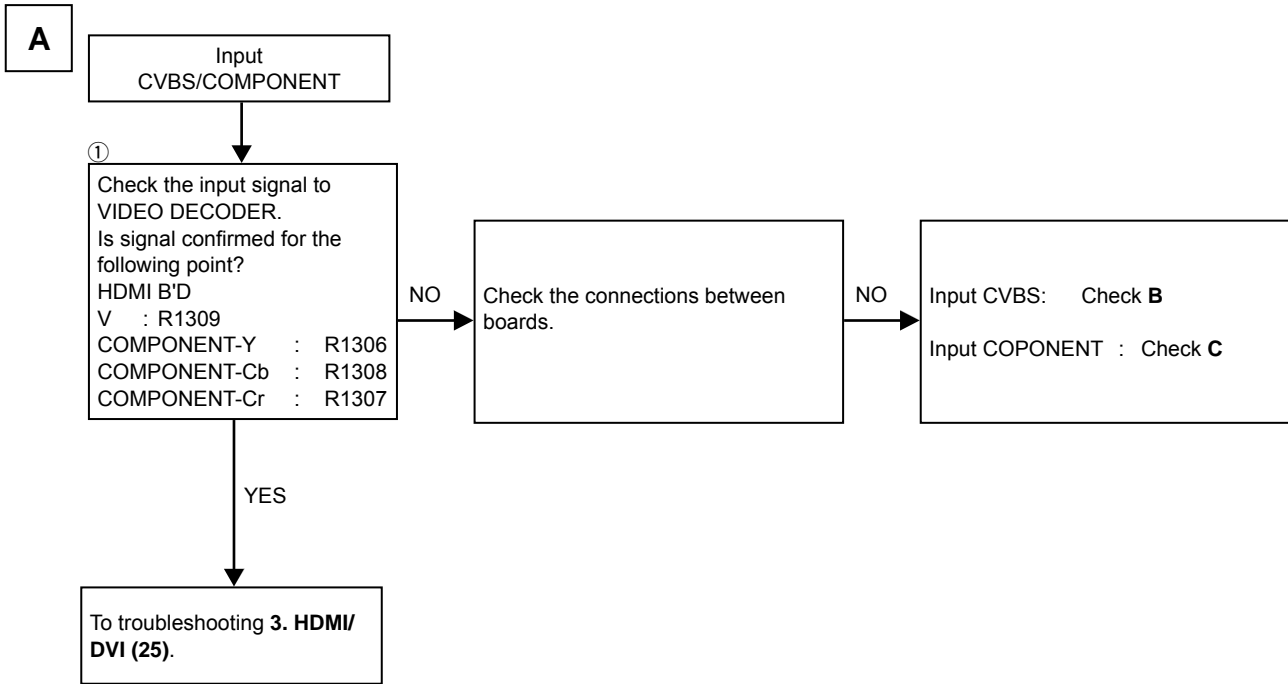 A
Input
CVBS/COMPONENT
①
Check the input signal to
VIDEO DECODER.
Is signal confirmed for the
following point?
HDMI B'D
V : R1309
COMPONENT-Y : R1306
COMPONENT-Cb : R1308
COMPONENT-Cr : R1307
NO
Check the connections between
boards.
NO
Input CVBS: Check B
Input COPONENT : Check C
YES
To troubleshooting 3. HDMI/
DVI (25).